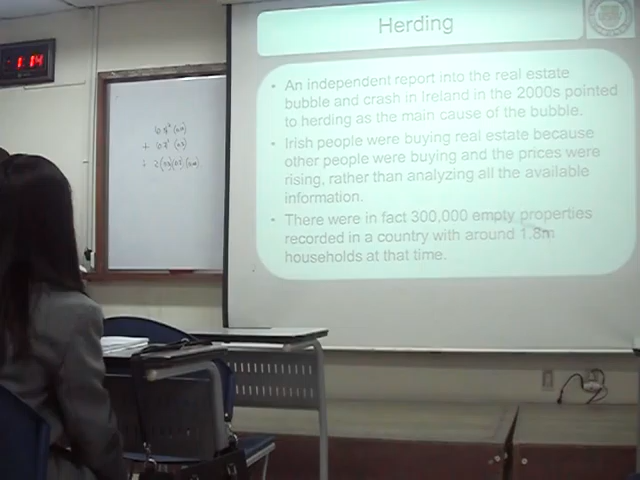 1:14
Herding
• An independent report into the real estate
bubble and crash in Ireland in the 2000s pointed
to herding as the main cause of the bubble.
• Irish people were buying real estate because
other people were buying and the prices were
rising, rather than analyzing all the available
information.
• There were in fact 300,000 empty properties
recorded in a country with around 1.8m
households at that time.